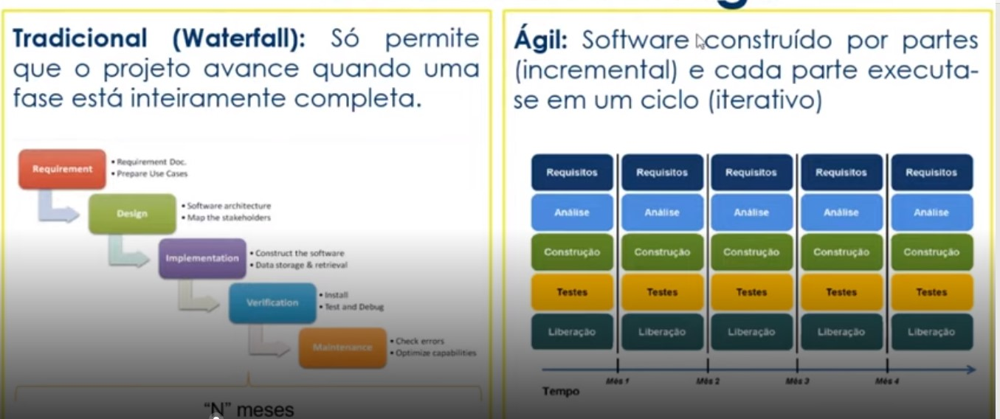 Tradicional (Waterfall): Só permite
que o projeto avance quando uma
fase está inteiramente completa.
Requirement
• Requirement Doc.
• Prepare Use Cases
Design
• Software architecture
• Map the stakeholders
Implementation
• Construct the software
• Data storage & retrieval
Verification
• Install
• Test and Debug
Maintenance
• Check errors
• Optimize capabilities
"N" meses
Ágil: Software construído por partes
(incremental) e cada parte executa-
se em um ciclo (iterativo)
Requisitos Requisitos Requisitos Requisitos Requisitos
Análise Análise Análise Análise Análise
Construção Construção Construção Construção Construção
Testes Testes Testes Testes Testes
Liberação Liberação Liberação Liberação Liberação
Mês 1 Mês 2 Mês 3 Mês 4
Tempo